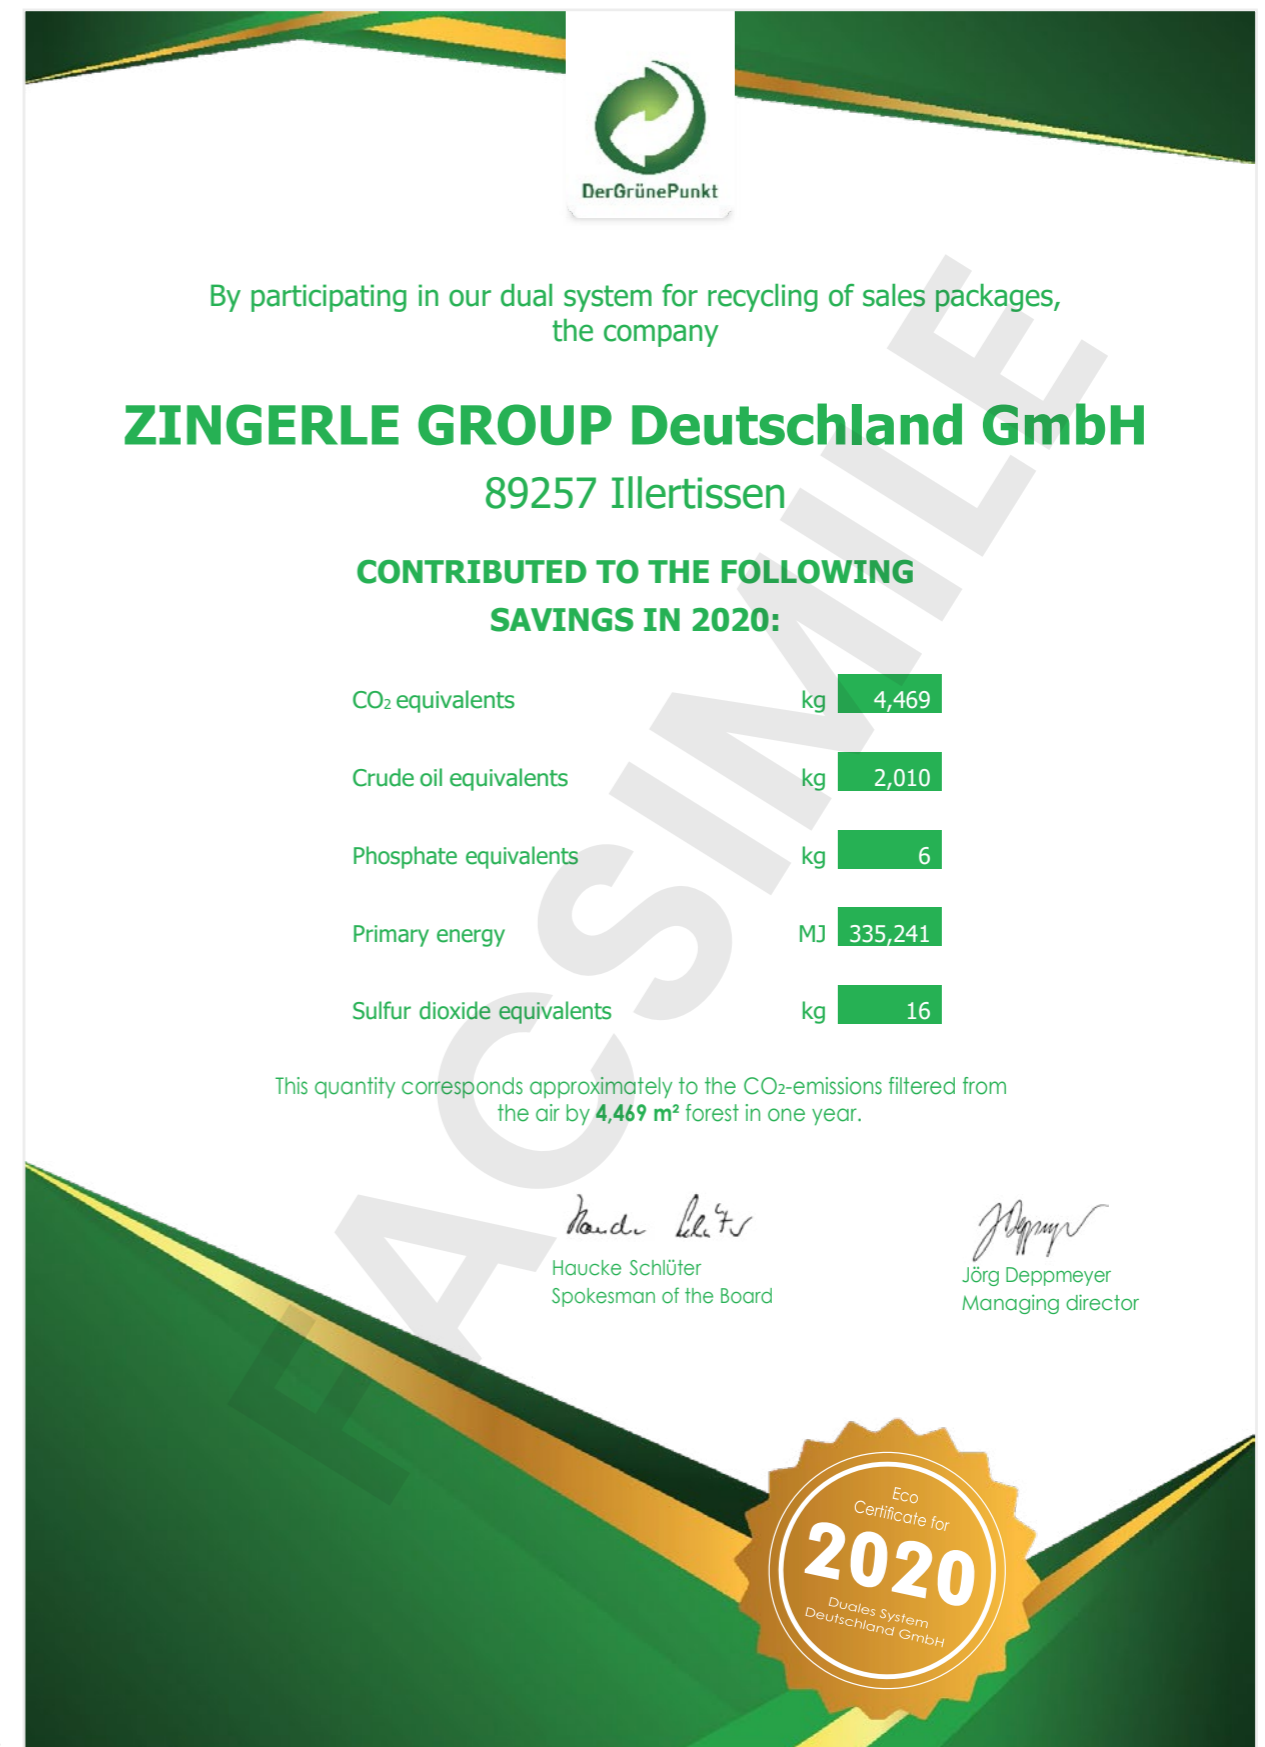 DerGrünePunkt
By participating in our dual system for recycling of sales packages,
the company
ZINGERLE GROUP Deutschland GmbH
89257 Illertissen
CONTRIBUTED TO THE FOLLOWING
SAVINGS IN 2020:
CO₂ equivalents kg 4,469
Crude oil equivalents kg 2,010
Phosphate equivalents kg 6
Primary energy MJ 335,241
Sulfur dioxide equivalents kg 16
This quantity corresponds approximately to the CO₂-emissions filtered from
the air by 4,469 m² forest in one year.
Haucke Schlüter
Spokesman of the Board
Jörg Deppmeyer
Managing director
Eco
Certificate for
2020
Duales System
Deutschland GmbH
FACSIMILE